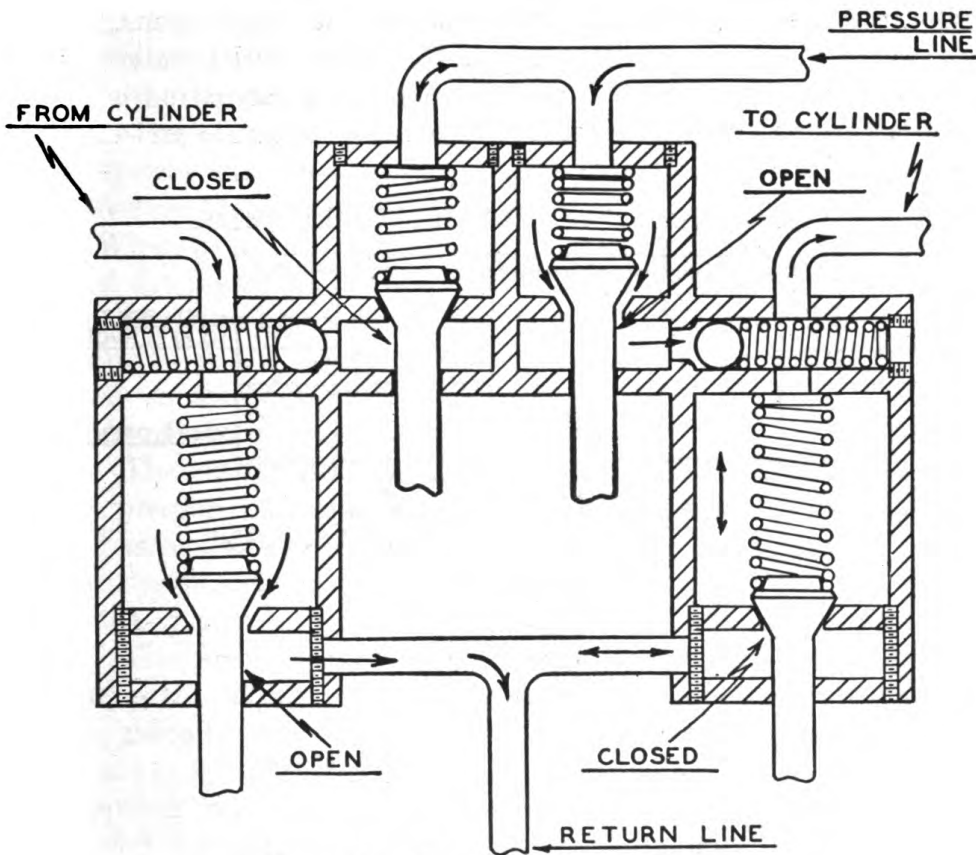 PRESSURE
LINE
FROM CYLINDER
TO CYLINDER
CLOSED
OPEN
OPEN
CLOSED
RETURN LINE